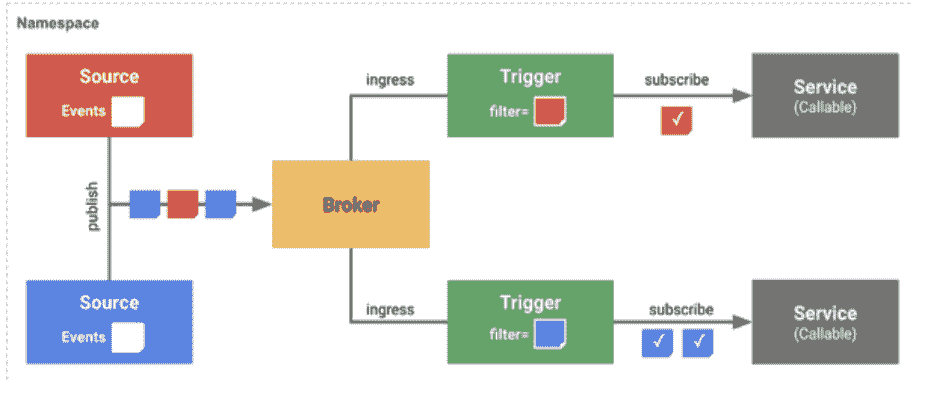 Namespace
Source
Events
publish
Source
Events
Broker
ingress
ingress
Trigger
filter=
subscribe
✓
Service
(Callable)
Trigger
filter=
subscribe
✓ ✓
Service
(Callable)